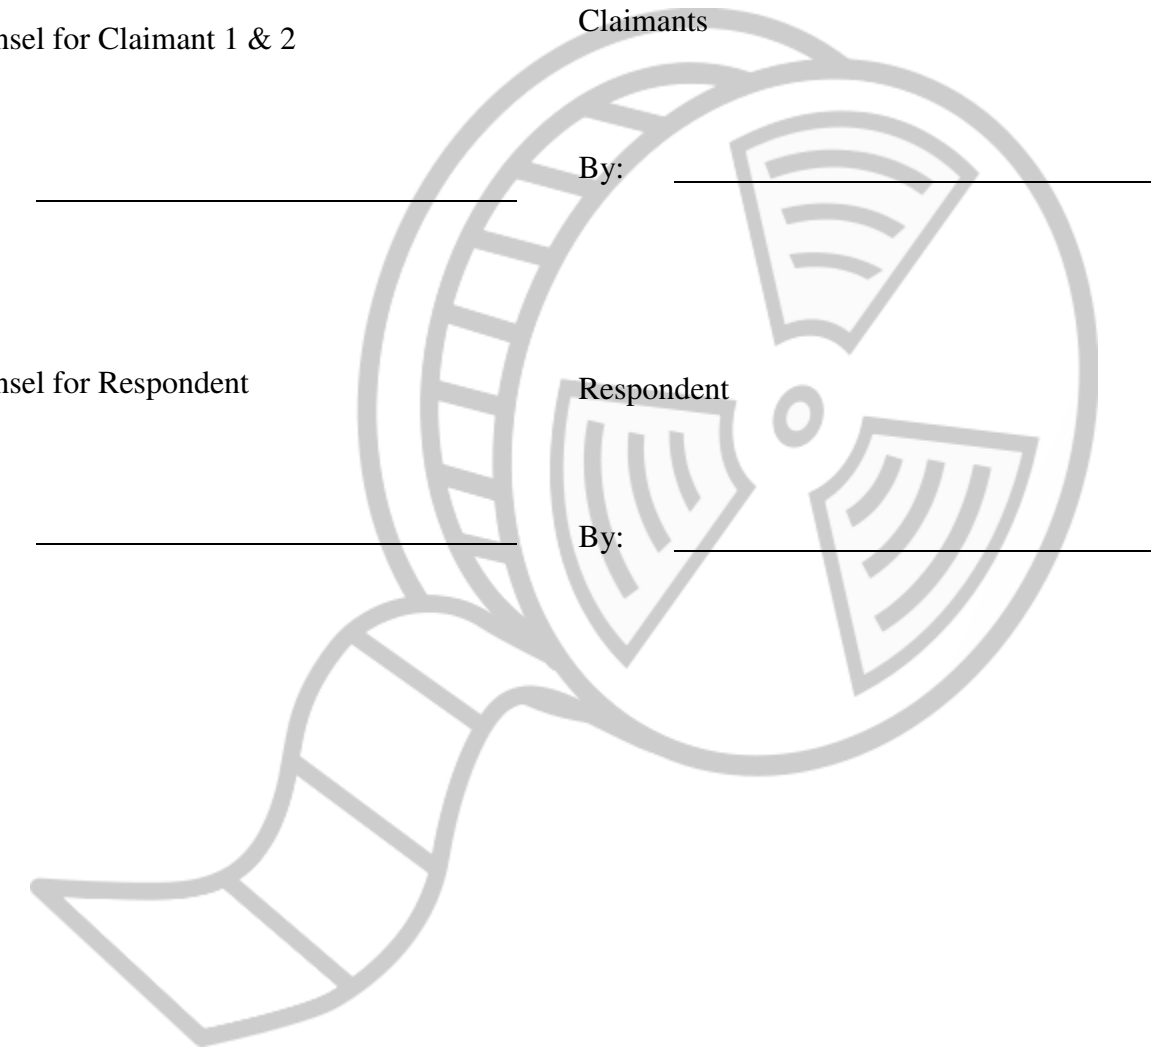 nsel for Claimant 1 & 2
Claimants
By:
nsel for Respondent
Respondent
By: